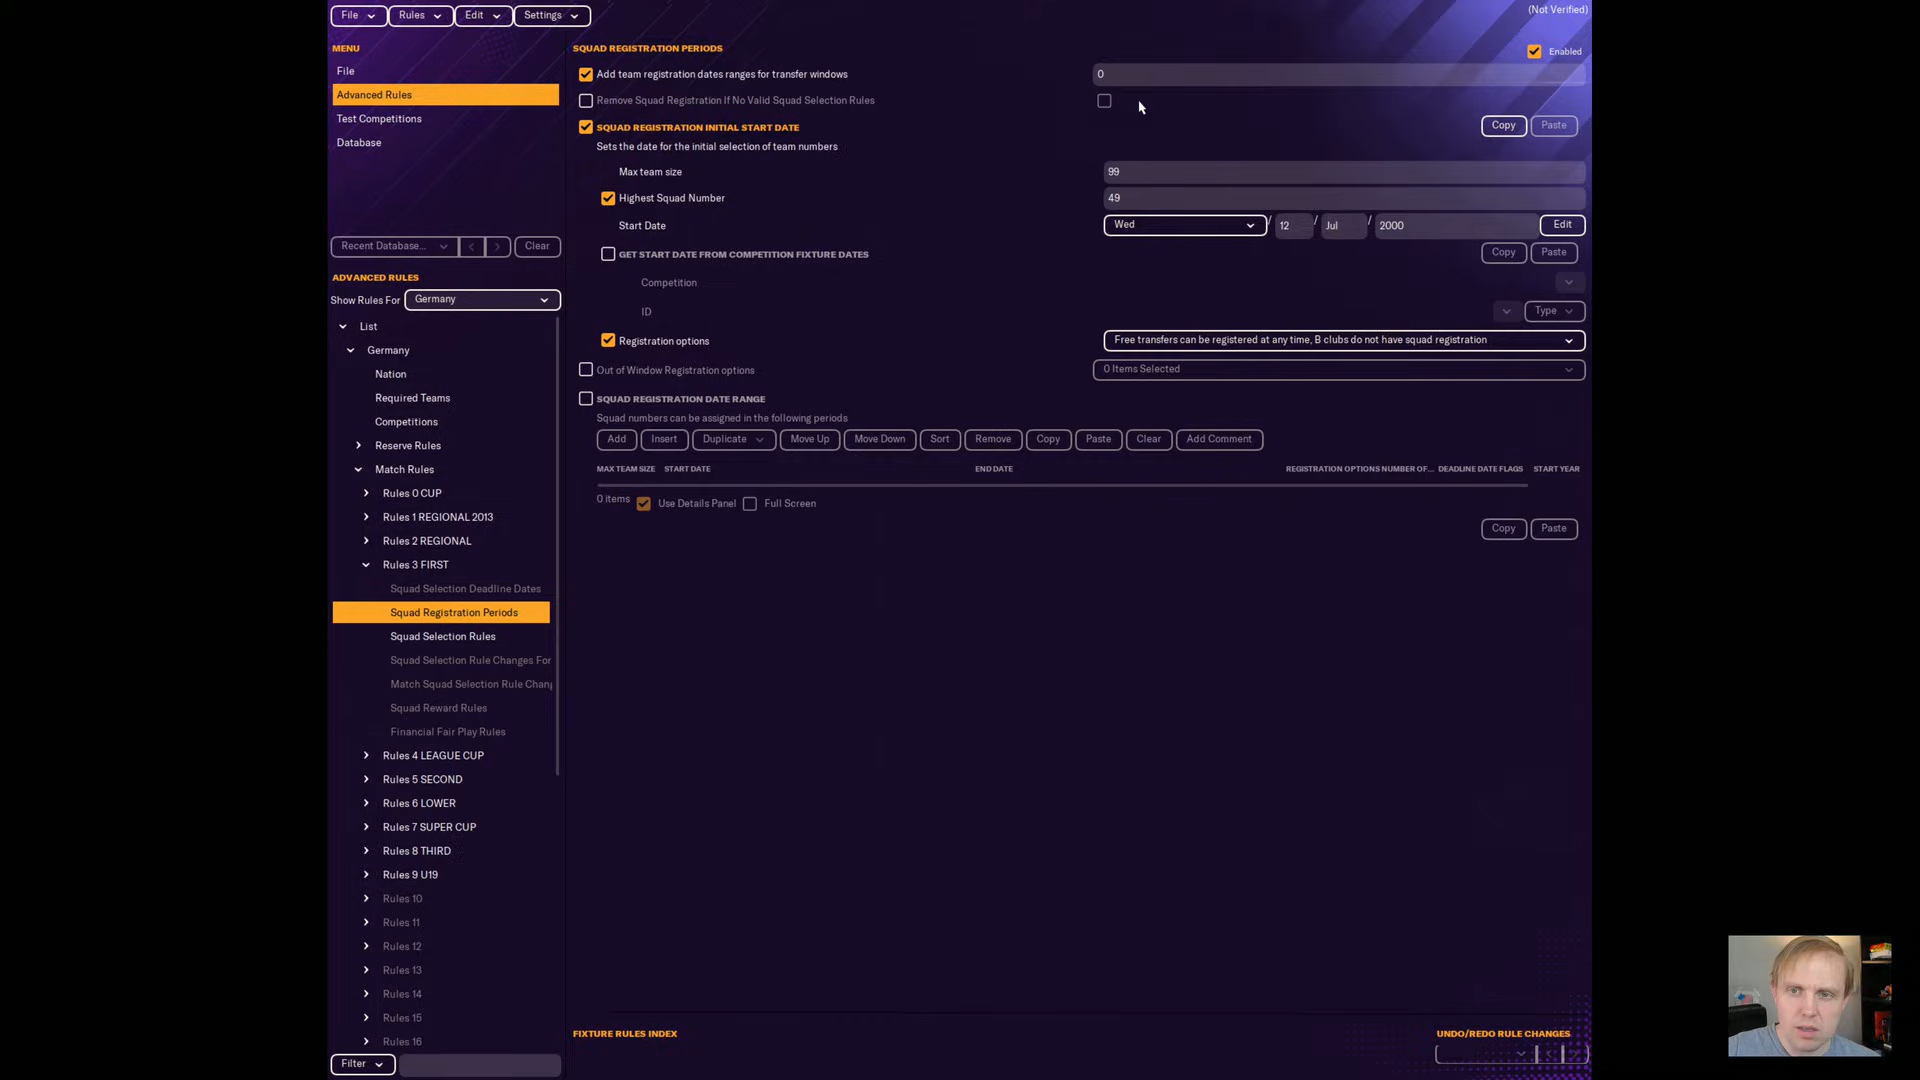 File Rules Edit Settings (Not Verified)
MENU
File
Advanced Rules
Test Competitions
Database
Recent Database... Clear
ADVANCED RULES
Show Rules For Germany
List
Germany
Nation
Required Teams
Competitions
Reserve Rules
Match Rules
Rules 0 CUP
Rules 1 REGIONAL 2013
Rules 2 REGIONAL
Rules 3 FIRST
Squad Selection Deadline Dates
Squad Registration Periods
Squad Selection Rules
Squad Selection Rule Changes For
Match Squad Selection Rule Chang
Squad Reward Rules
Financial Fair Play Rules
Rules 4 LEAGUE CUP
Rules 5 SECOND
Rules 6 LOWER
Rules 7 SUPER CUP
Rules 8 THIRD
Rules 9 U19
Rules 10
Rules 11
Rules 12
Rules 13
Rules 14
Rules 15
Rules 16
Filter
SQUAD REGISTRATION PERIODS
Enabled
Add team registration dates ranges for transfer windows 0
Remove Squad Registration If No Valid Squad Selection Rules
SQUAD REGISTRATION INITIAL START DATE Copy Paste
Sets the date for the initial selection of team numbers
Max team size 99
Highest Squad Number 49
Start Date Wed / 12 / Jul / 2000 Edit
GET START DATE FROM COMPETITION FIXTURE DATES Copy Paste
Competition
ID Type
Registration options Free transfers can be registered at any time, B clubs do not have squad registration
Out of Window Registration options 0 Items Selected
SQUAD REGISTRATION DATE RANGE
Squad numbers can be assigned in the following periods
Add Insert Duplicate Move Up Move Down Sort Remove Copy Paste Clear Add Comment
MAX TEAM SIZE START DATE END DATE REGISTRATION OPTIONS NUMBER OF... DEADLINE DATE FLAGS START YEAR
0 items Use Details Panel Full Screen
Copy Paste
FIXTURE RULES INDEX UNDO/REDO RULE CHANGES